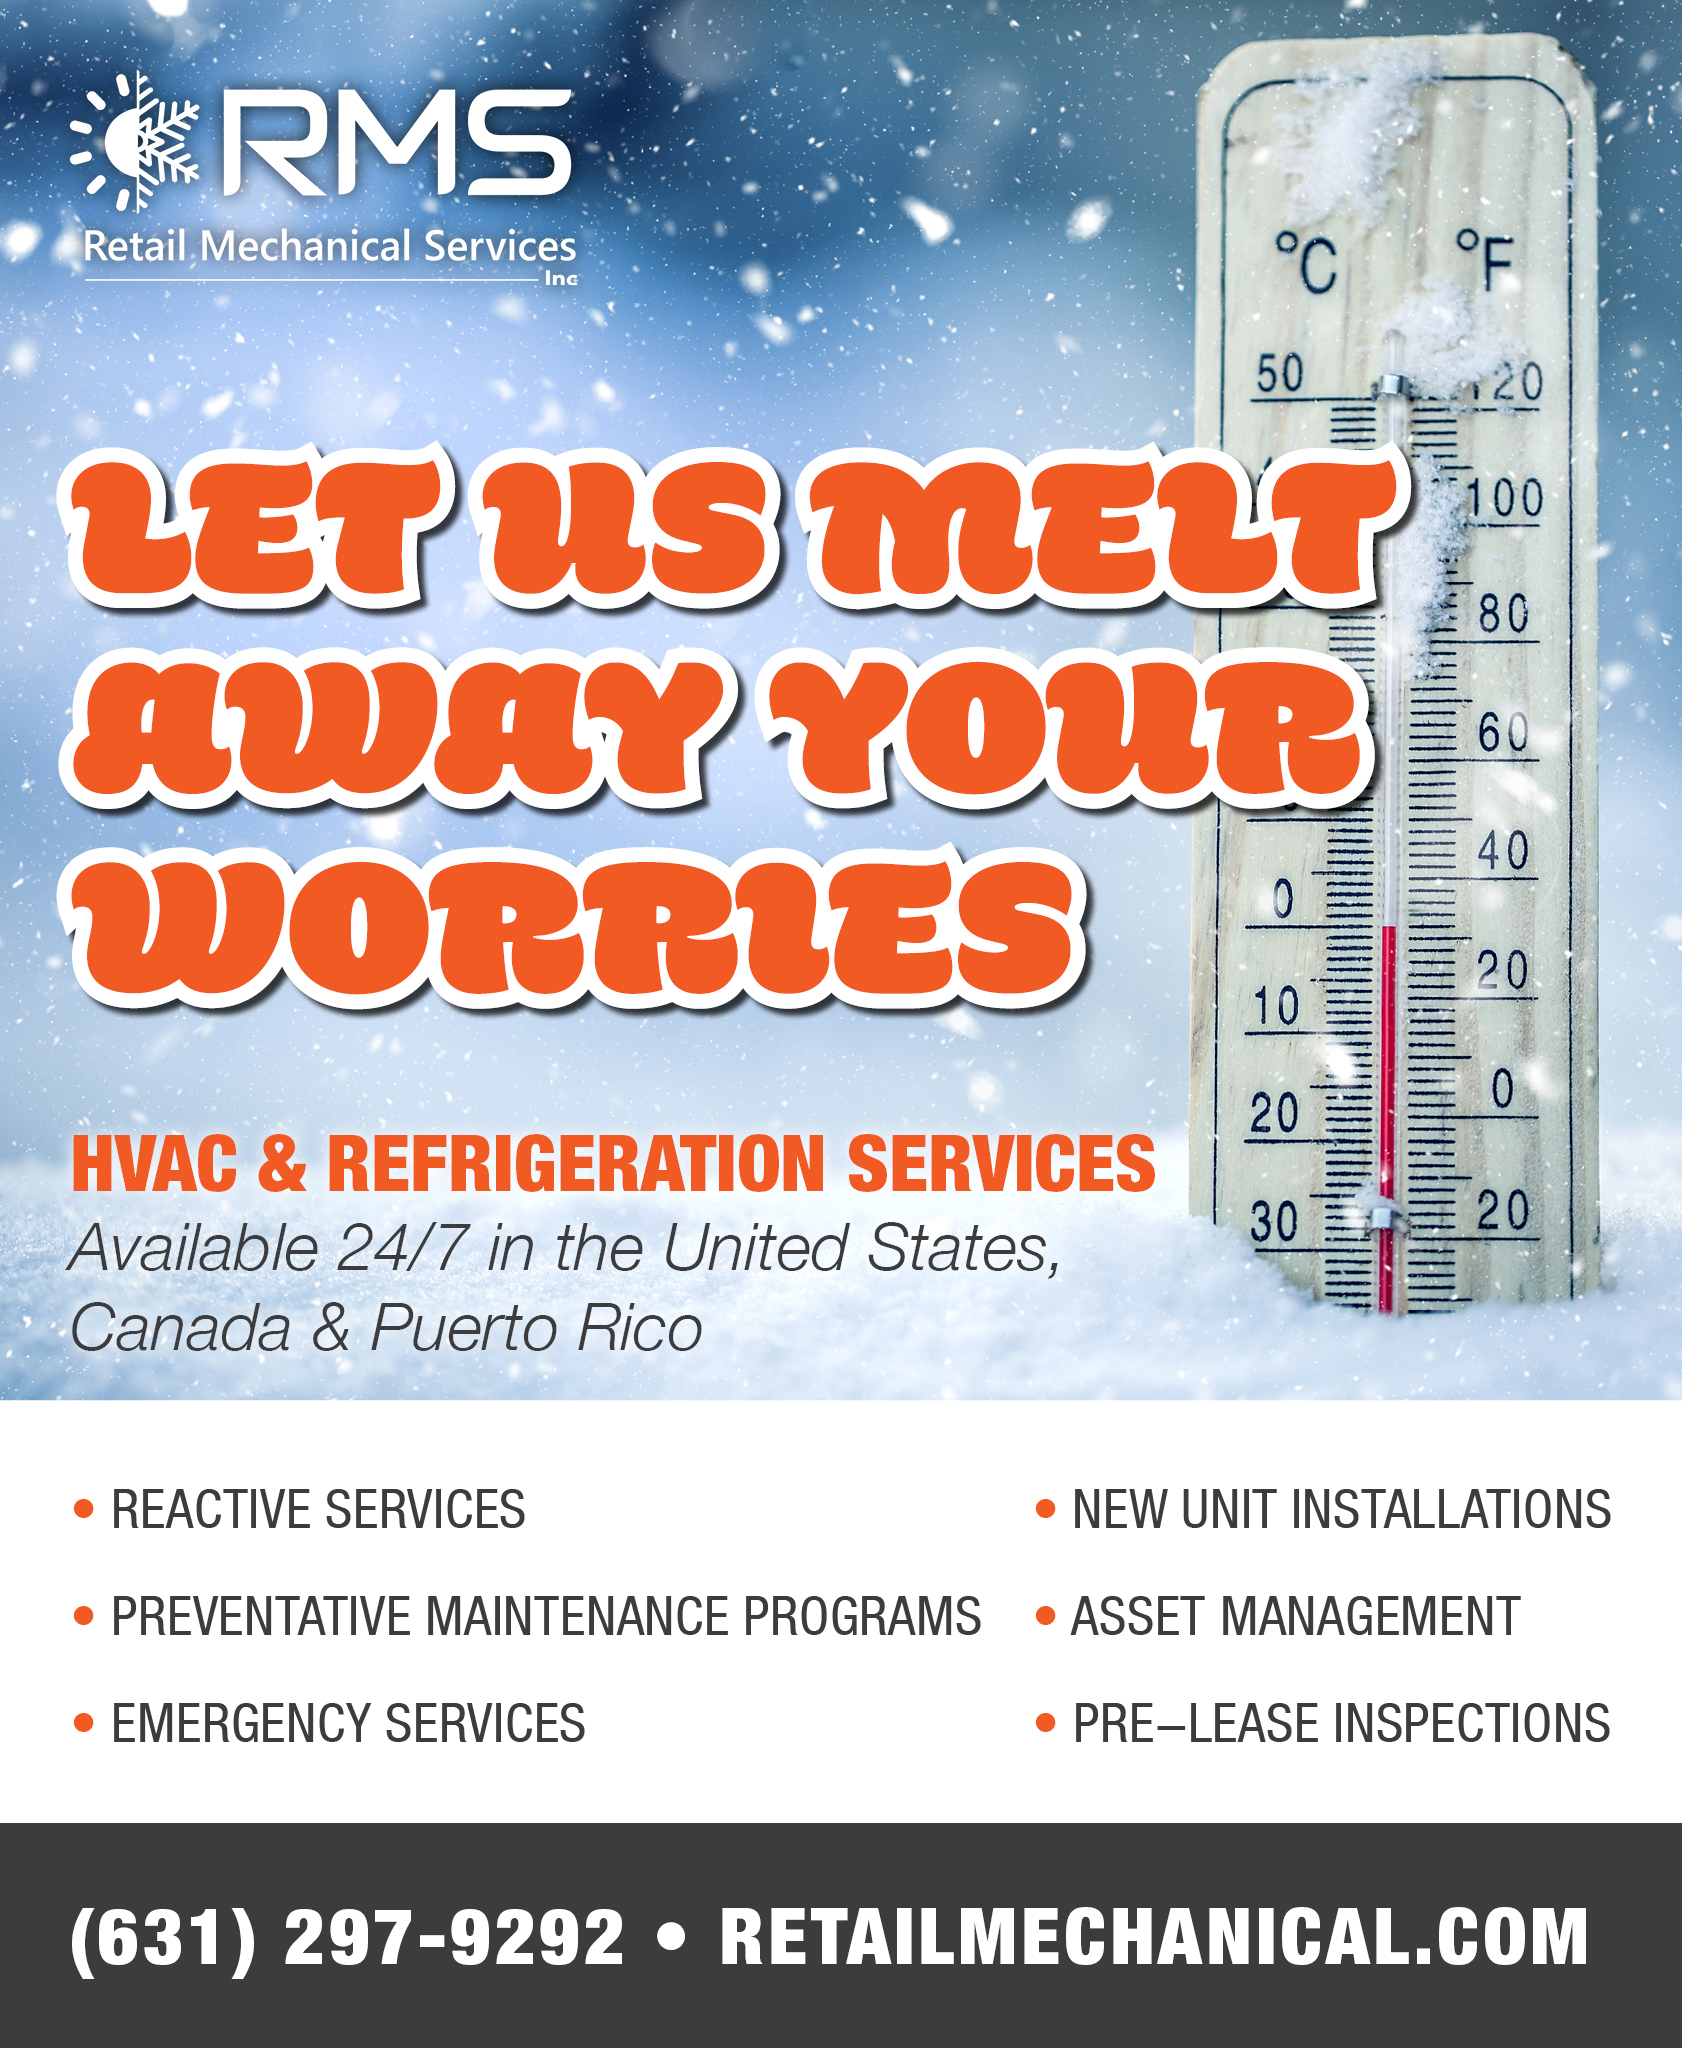 RMS
Retail Mechanical Services
Inc
°C °F
50 120
100
80
60
40
0
20
10
0
20
20
30
LET US MELT
AWAY YOUR
WORRIES
HVAC & REFRIGERATION SERVICES
Available 24/7 in the United States,
Canada & Puerto Rico
• REACTIVE SERVICES
• PREVENTATIVE MAINTENANCE PROGRAMS
• EMERGENCY SERVICES
• NEW UNIT INSTALLATIONS
• ASSET MANAGEMENT
• PRE–LEASE INSPECTIONS
(631) 297-9292 • RETAILMECHANICAL.COM